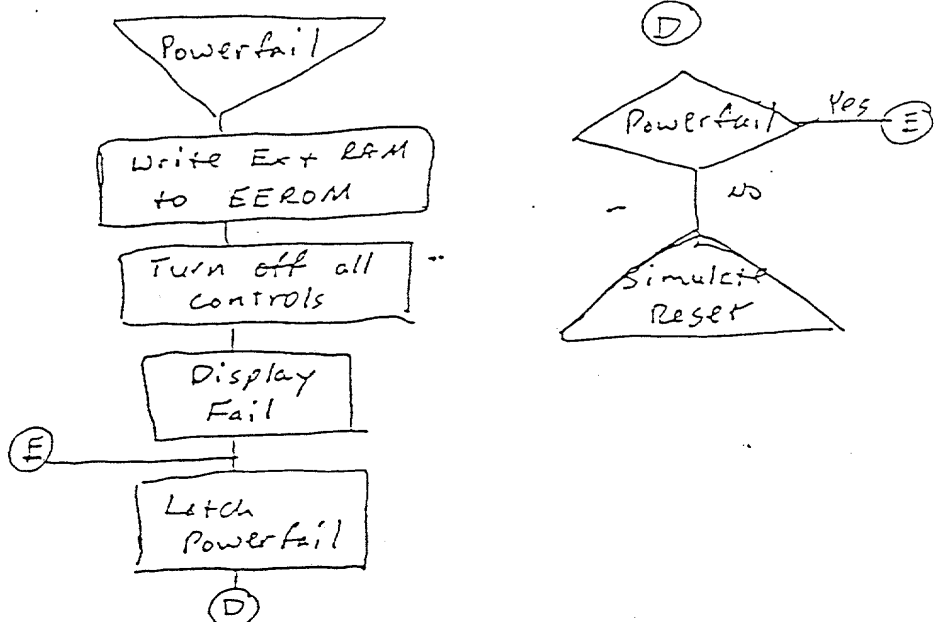 Powerfail
Write Ext RAM
to EEROM
Turn off all
controls
Display
Fail
E
Latch
Powerfail
D
D
Powerfail
Yes
E
NO
Simulate
Reset